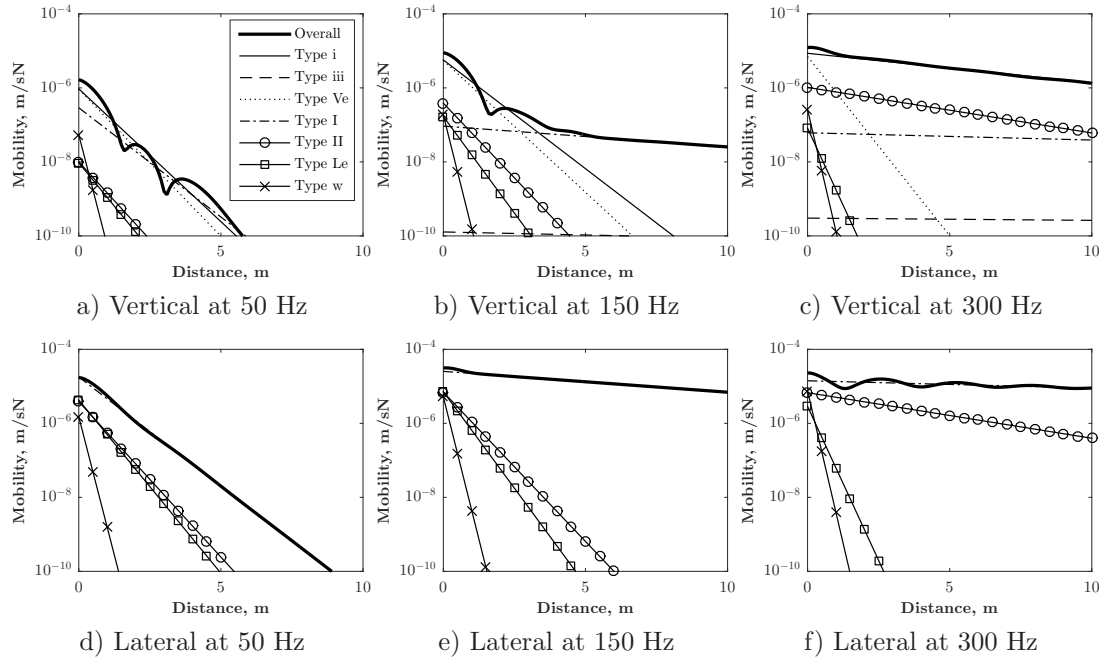 Mobility, m/sN
10⁻⁴
10⁻⁶
10⁻⁸
10⁻¹⁰
0
5
10
Distance, m
Overall
Type i
Type iii
Type Ve
Type I
Type II
Type Le
Type w
a) Vertical at 50 Hz
Mobility, m/sN
10⁻⁴
10⁻⁶
10⁻⁸
10⁻¹⁰
0
5
10
Distance, m
b) Vertical at 150 Hz
Mobility, m/sN
10⁻⁴
10⁻⁶
10⁻⁸
10⁻¹⁰
0
5
10
Distance, m
c) Vertical at 300 Hz
Mobility, m/sN
10⁻⁴
10⁻⁶
10⁻⁸
10⁻¹⁰
0
5
10
Distance, m
d) Lateral at 50 Hz
Mobility, m/sN
10⁻⁴
10⁻⁶
10⁻⁸
10⁻¹⁰
0
5
10
Distance, m
e) Lateral at 150 Hz
Mobility, m/sN
10⁻⁴
10⁻⁶
10⁻⁸
10⁻¹⁰
0
5
10
Distance, m
f) Lateral at 300 Hz